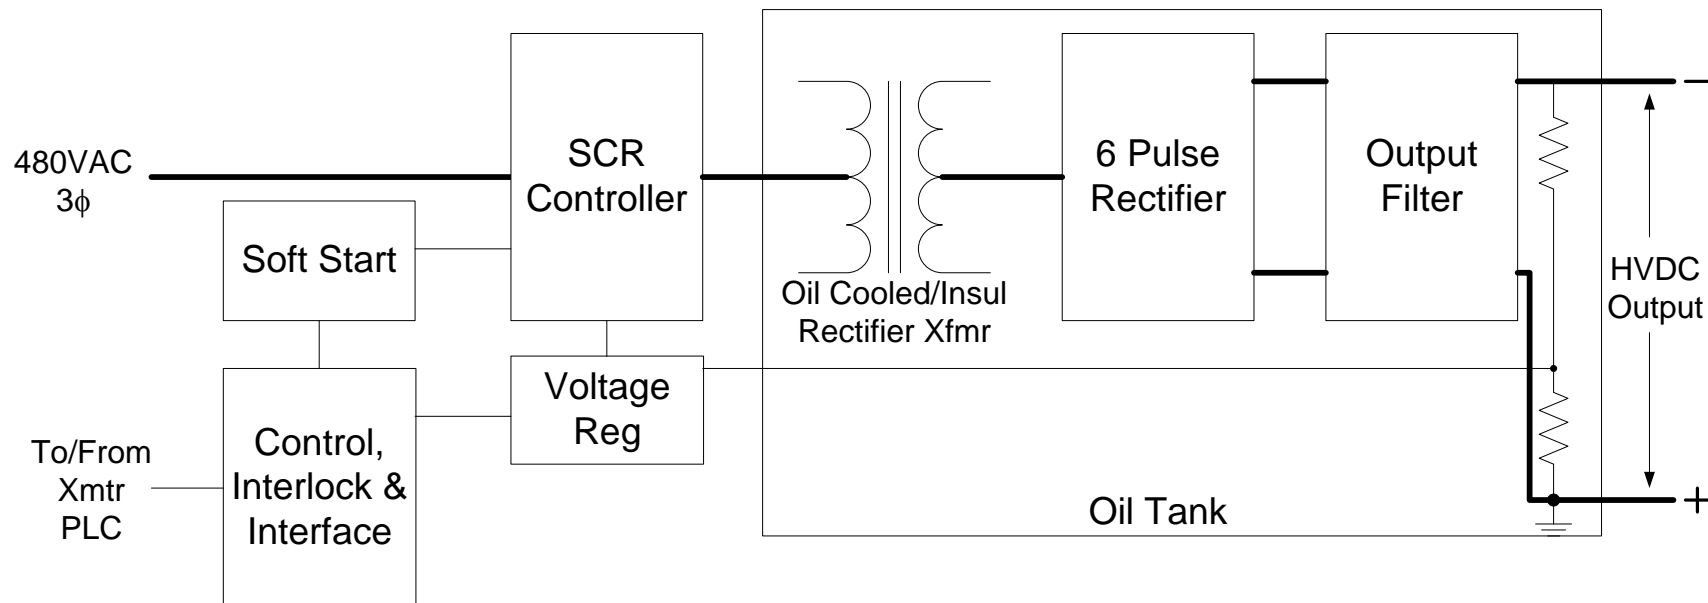 480VAC
3ϕ
SCR
Controller
Soft Start
Oil Cooled/Insul
Rectifier Xfmr
6 Pulse
Rectifier
Output
Filter
−
HVDC
Output
+
Voltage
Reg
To/From
Xmtr
PLC
Control,
Interlock &
Interface
Oil Tank